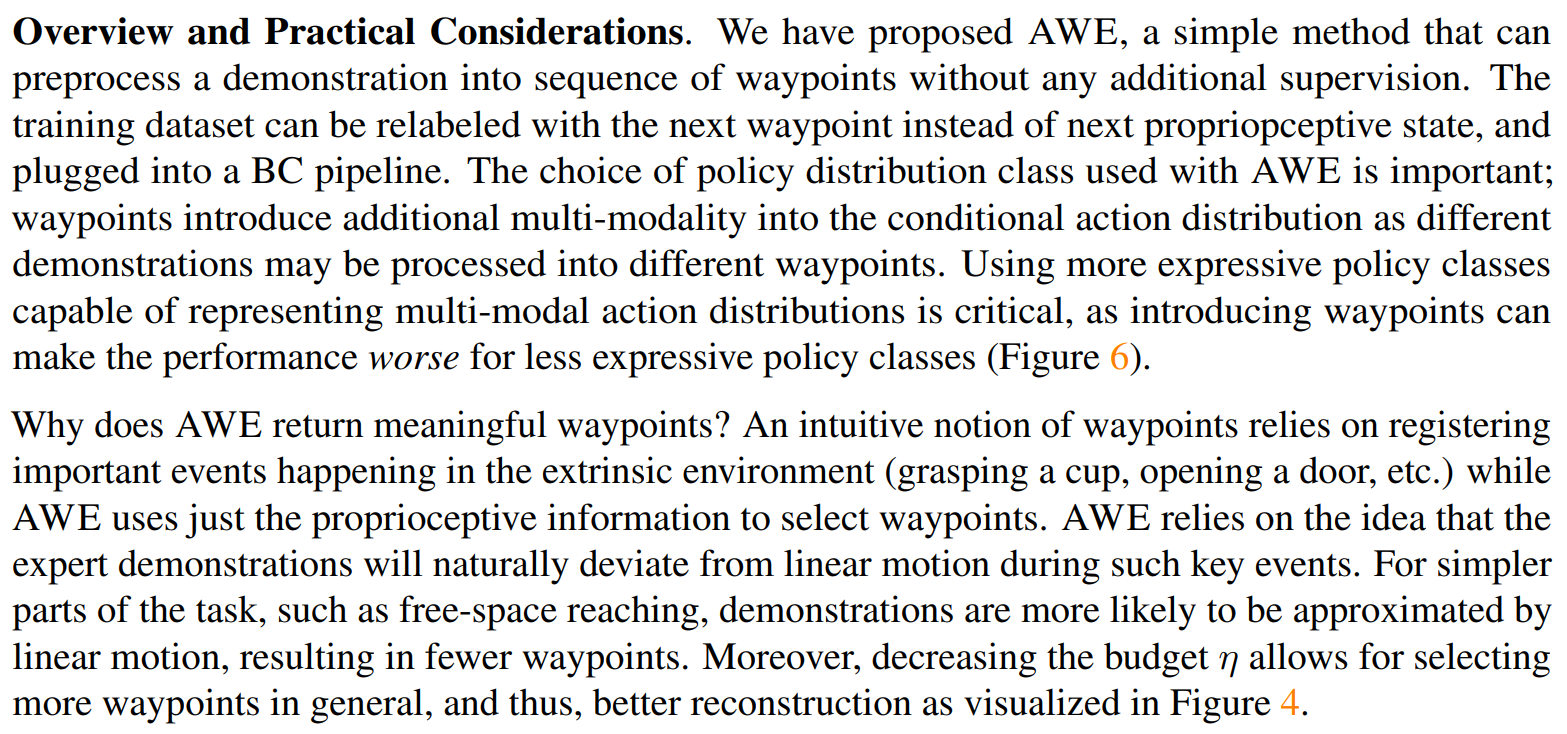 Overview and Practical Considerations. We have proposed AWE, a simple method that can
preprocess a demonstration into sequence of waypoints without any additional supervision. The
training dataset can be relabeled with the next waypoint instead of next propriopceptive state, and
plugged into a BC pipeline. The choice of policy distribution class used with AWE is important;
waypoints introduce additional multi-modality into the conditional action distribution as different
demonstrations may be processed into different waypoints. Using more expressive policy classes
capable of representing multi-modal action distributions is critical, as introducing waypoints can
make the performance worse for less expressive policy classes (Figure 6).
Why does AWE return meaningful waypoints? An intuitive notion of waypoints relies on registering
important events happening in the extrinsic environment (grasping a cup, opening a door, etc.) while
AWE uses just the proprioceptive information to select waypoints. AWE relies on the idea that the
expert demonstrations will naturally deviate from linear motion during such key events. For simpler
parts of the task, such as free-space reaching, demonstrations are more likely to be approximated by
linear motion, resulting in fewer waypoints. Moreover, decreasing the budget η allows for selecting
more waypoints in general, and thus, better reconstruction as visualized in Figure 4.